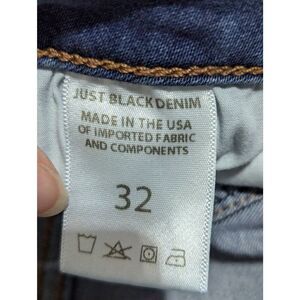 JUST BLACK DENIM
MADE IN THE USA
OF IMPORTED FABRIC
AND COMPONENTS
32